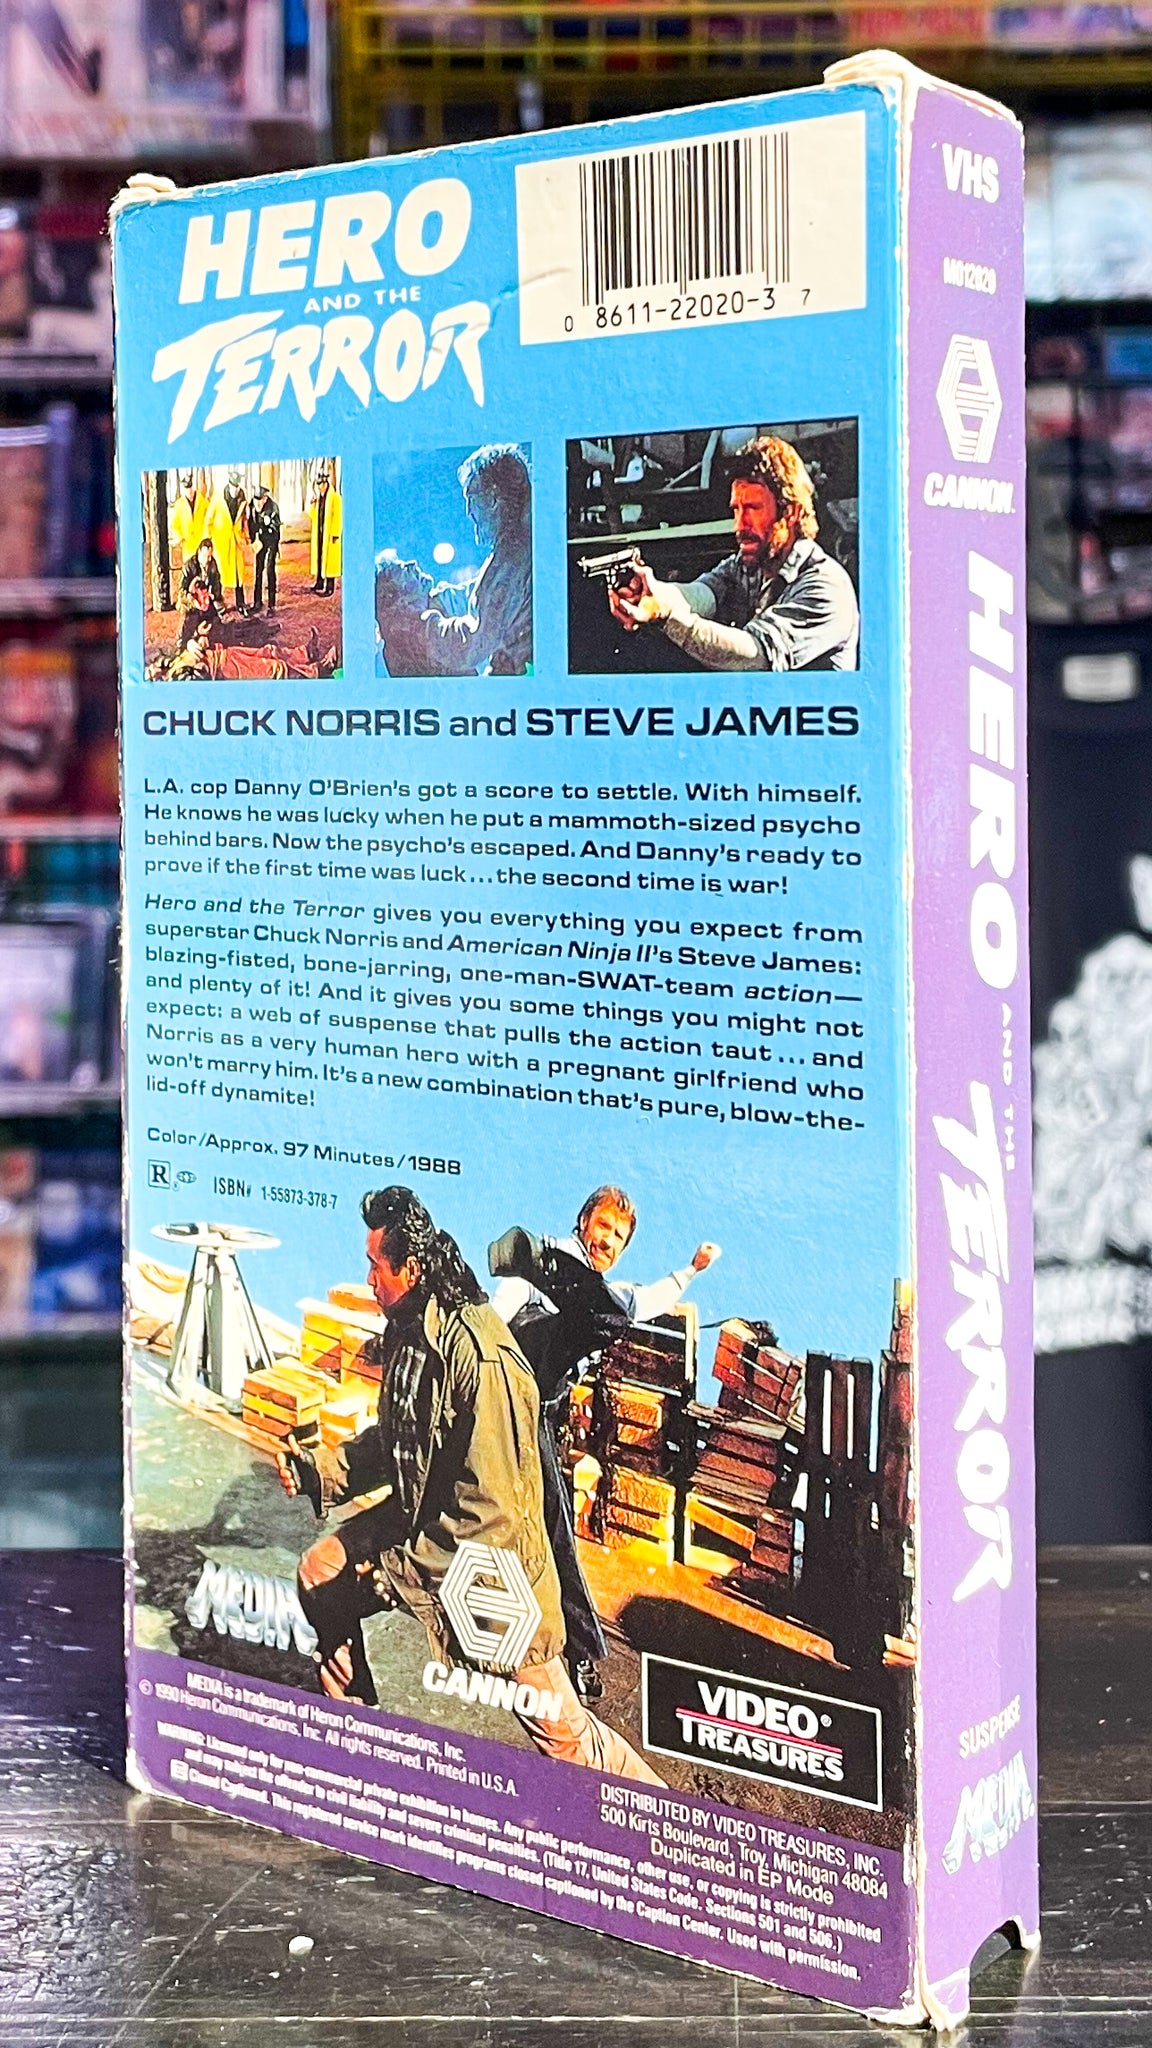 HERO
AND THE
TERROR
0 8611-22020-3 7
CHUCK NORRIS and STEVE JAMES
L.A. cop Danny O'Brien's got a score to settle. With himself.
He knows he was lucky when he put a mammoth-sized psycho
behind bars. Now the psycho's escaped. And Danny's ready to
prove if the first time was luck...the second time is war!
Hero and the Terror gives you everything you expect from
superstar Chuck Norris and American Ninja II's Steve James:
blazing-fisted, bone-jarring, one-man-SWAT-team action—
and plenty of it! And it gives you some things you might not
expect: a web of suspense that pulls the action taut...and
Norris as a very human hero with a pregnant girlfriend who
won't marry him. It's a new combination that's pure, blow-the-
lid-off dynamite!
Color/Approx. 97 Minutes/1988
R ISBN# 1-55873-378-7
MEDIA
CANNON
VIDEO®
TREASURES
MEDIA is a trademark of Heron Communications, Inc.
© 1990 Heron Communications, Inc. All rights reserved. Printed in U.S.A.
WARNING: Licensed only for non-commercial private exhibition in homes. Any public performance, other use, or copying is strictly prohibited
and may subject the offender to civil liability and severe criminal penalties. (Title 17, United States Code, Sections 501 and 506.)
Closed Captioned. This registered service mark identifies programs closed captioned by the Caption Center. Used with permission.
DISTRIBUTED BY VIDEO TREASURES, INC.
500 Kirts Boulevard, Troy, Michigan 48084
Duplicated in EP Mode
VHS
M012020
CANNON
HERO AND THE TERROR
SUSPENSE
MEDIA